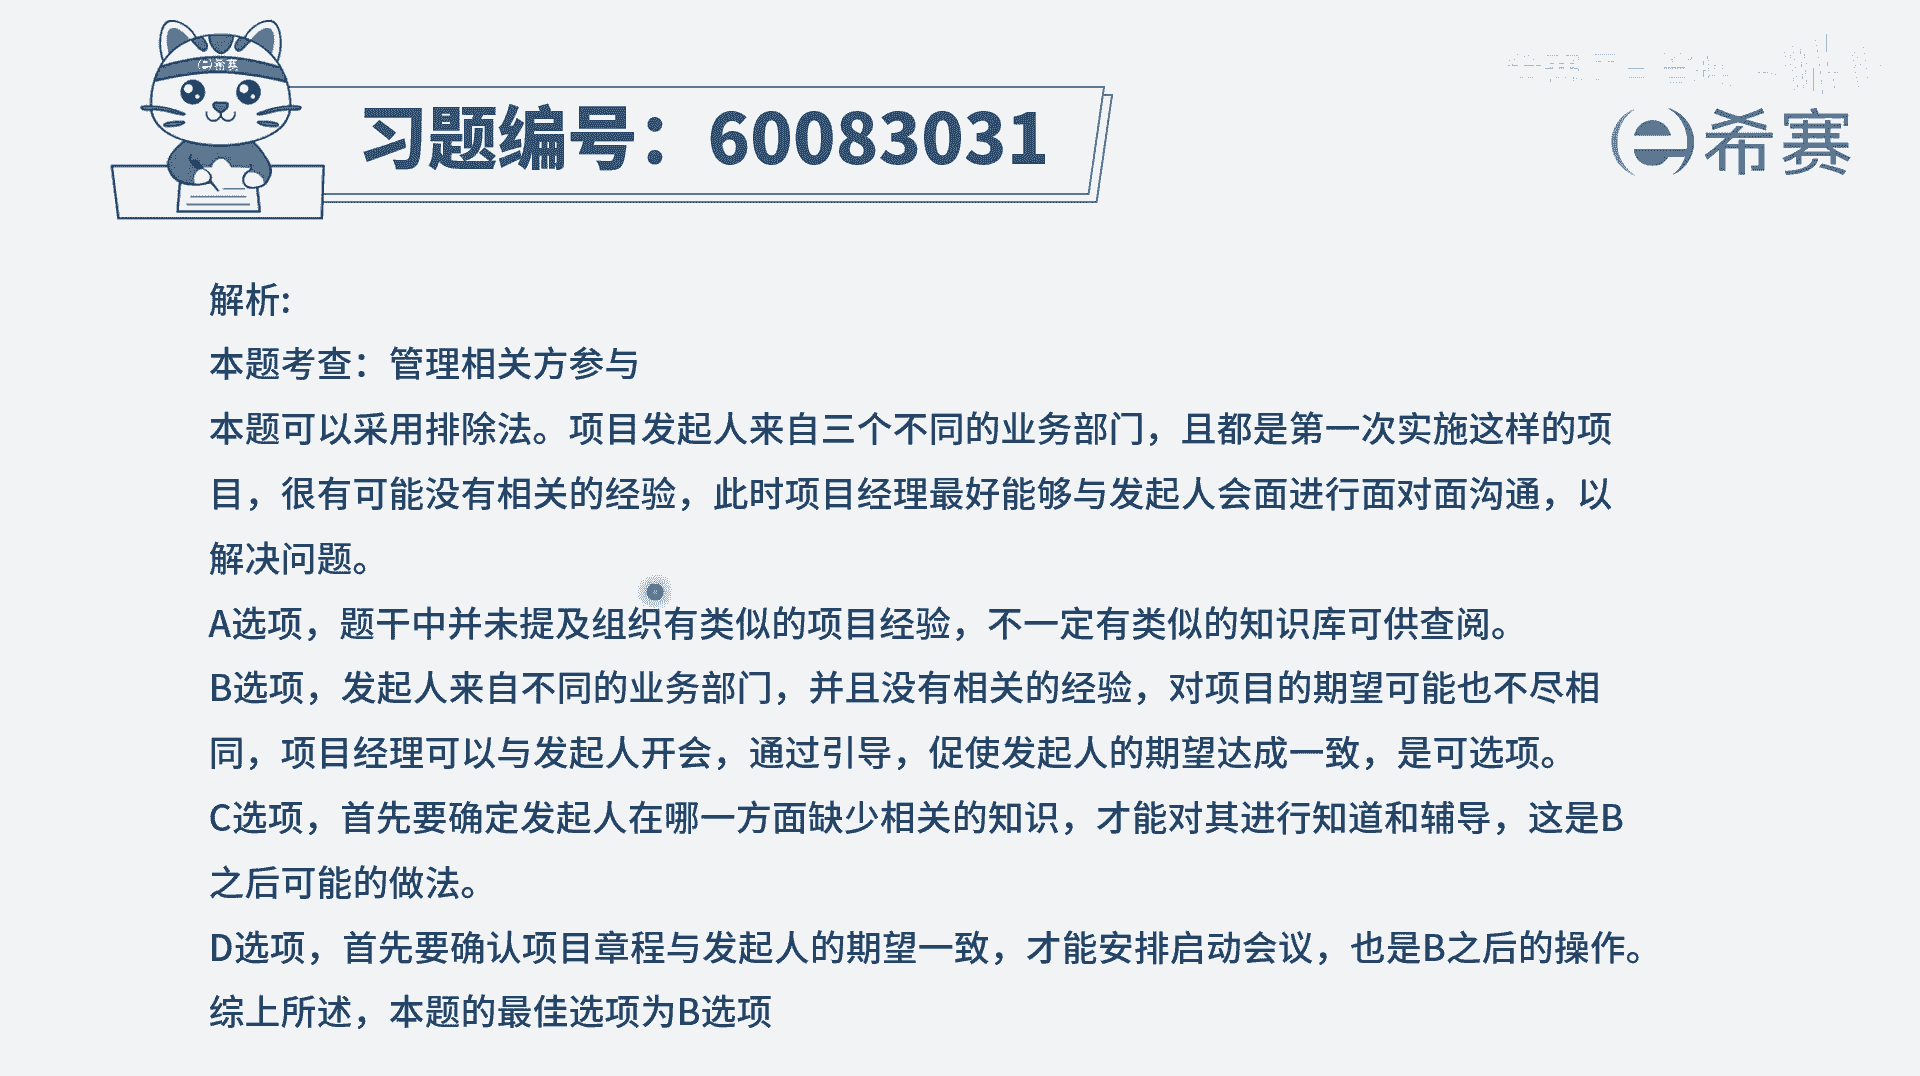 希赛
习题编号：60083031
希赛
解析:
本题考查：管理相关方参与
本题可以采用排除法。项目发起人来自三个不同的业务部门，且都是第一次实施这样的项
目，很有可能没有相关的经验，此时项目经理最好能够与发起人会面进行面对面沟通，以
解决问题。
A选项，题干中并未提及组织有类似的项目经验，不一定有类似的知识库可供查阅。
B选项，发起人来自不同的业务部门，并且没有相关的经验，对项目的期望可能也不尽相
同，项目经理可以与发起人开会，通过引导，促使发起人的期望达成一致，是可选项。
C选项，首先要确定发起人在哪一方面缺少相关的知识，才能对其进行知道和辅导，这是B
之后可能的做法。
D选项，首先要确认项目章程与发起人的期望一致，才能安排启动会议，也是B之后的操作。
综上所述，本题的最佳选项为B选项